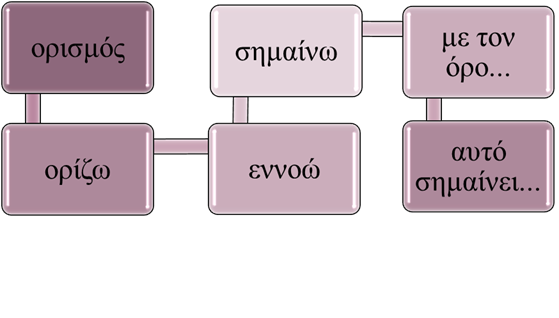 ορισμός
ορίζω
εννοώ
σημαίνω
με τον
όρο...
αυτό
σημαίνει...